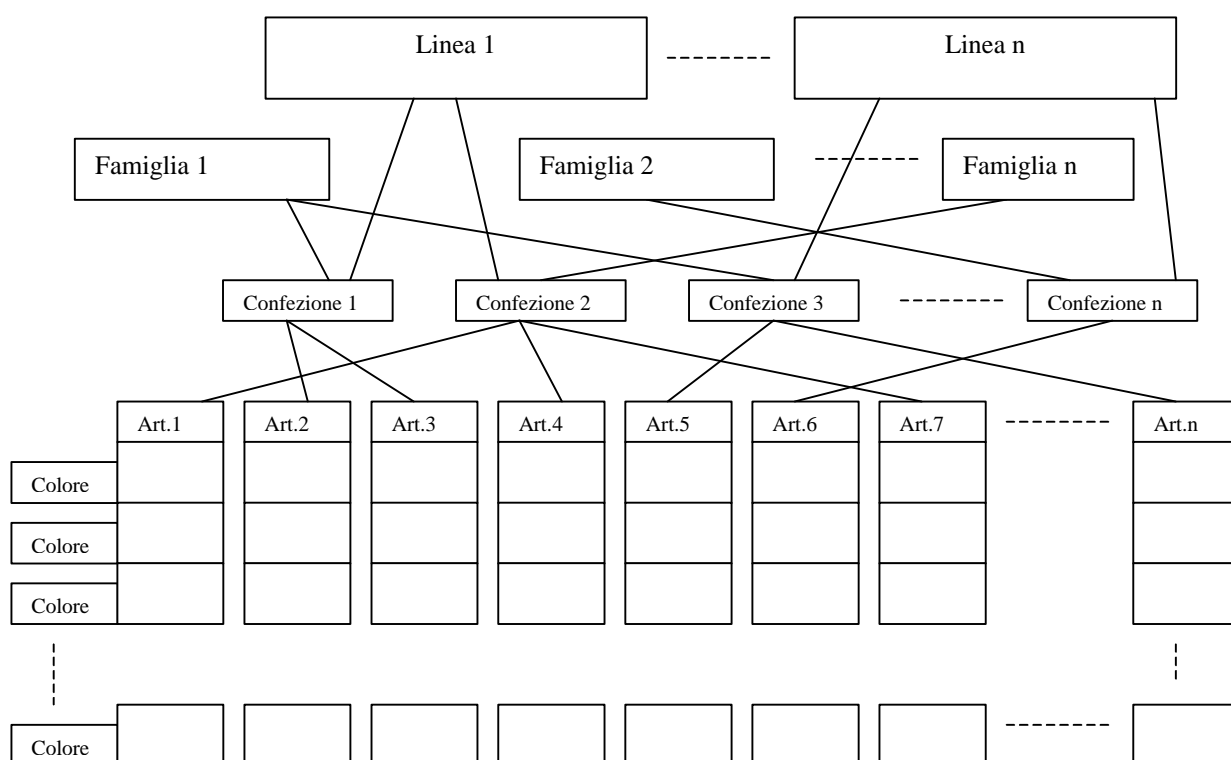 Linea 1
Linea n
Famiglia 1
Famiglia 2
Famiglia n
Confezione 1
Confezione 2
Confezione 3
Confezione n
Art.1
Art.2
Art.3
Art.4
Art.5
Art.6
Art.7
Art.n
Colore
Colore
Colore
Colore